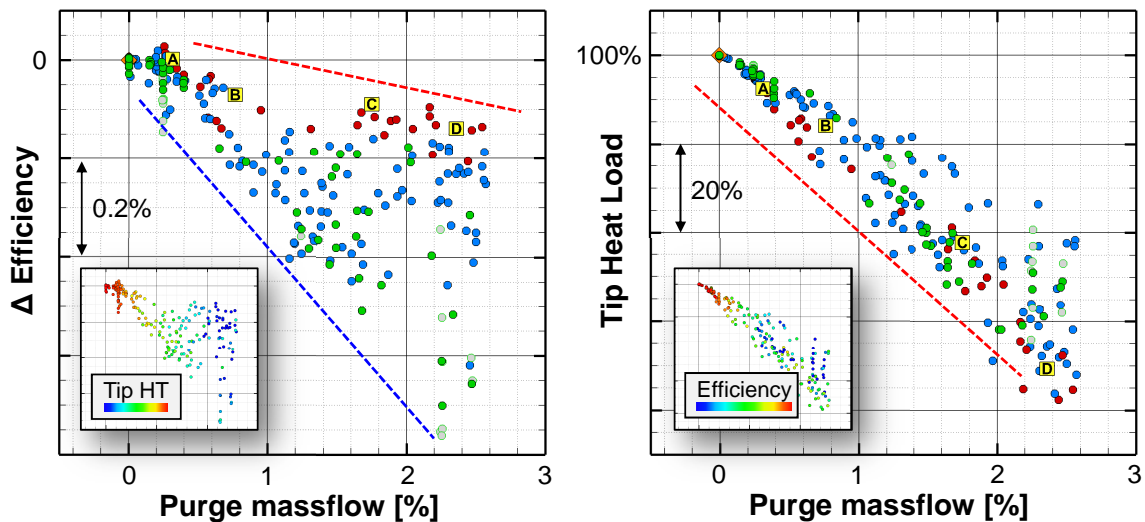 0
A
B
C
D
Δ Efficiency
0.2%
Tip HT
0 1 2 3
Purge massflow [%]
100%
A
B
C
D
Tip Heat Load
20%
Efficiency
0 1 2 3
Purge massflow [%]